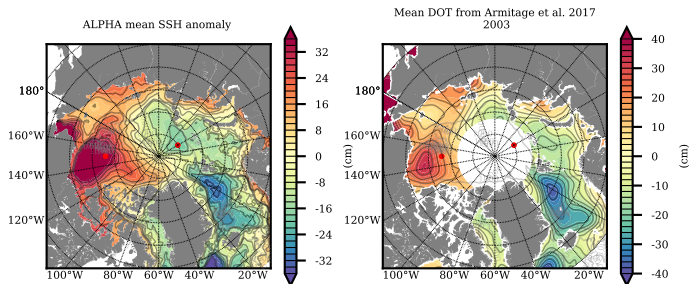 ALPHA mean SSH anomaly
Mean DOT from Armitage et al. 2017
2003
180°
160°W
140°W
120°W
100°W 80°W 60°W 40°W 20°W
32
24
16
8
0
-8
-16
-24
-32
(cm)
180°
160°W
140°W
120°W
100°W 80°W 60°W 40°W 20°W
40
30
20
10
0
-10
-20
-30
-40
(cm)